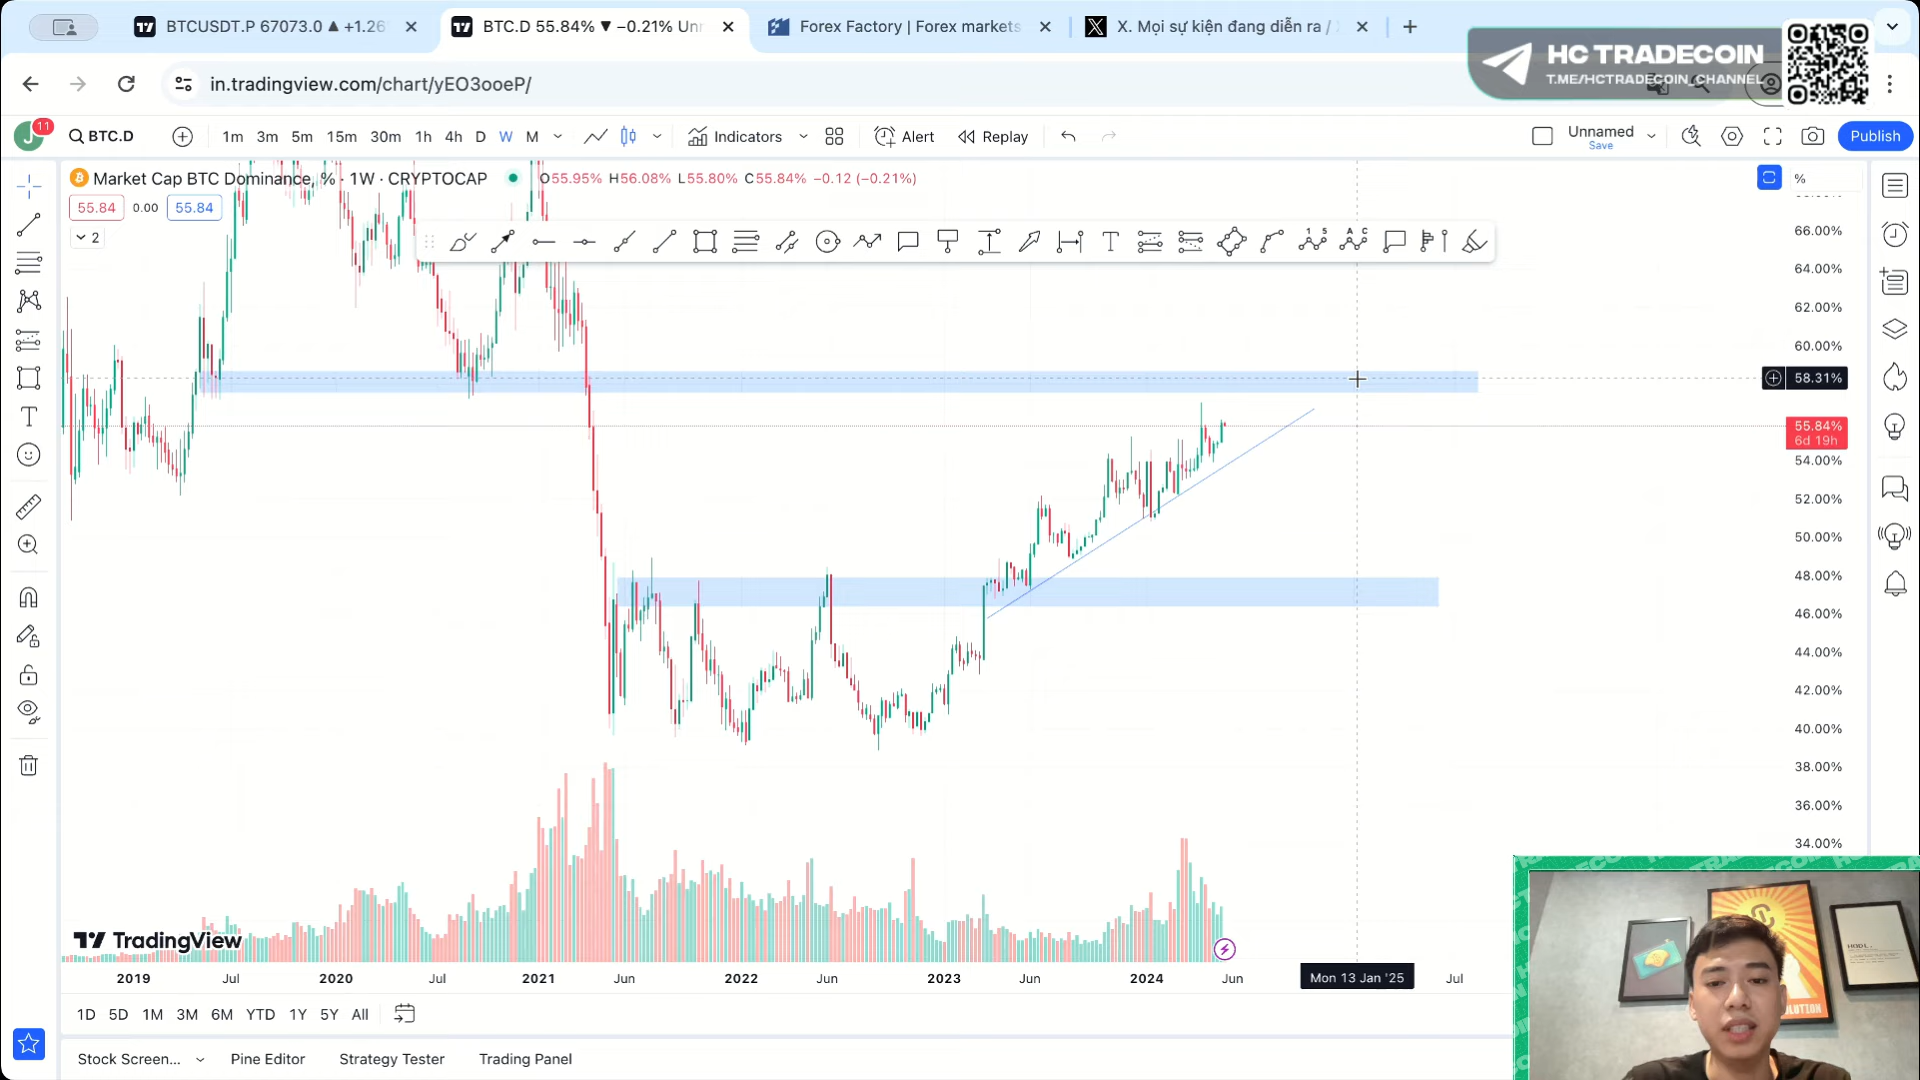 BTCUSDT.P 67073.0 ▲ +1.26
BTC.D 55.84% ▼ −0.21% Unn
Forex Factory | Forex markets
X. Mọi sự kiện đang diễn ra /
HC TRADECOIN
T.ME/HCTRADECOIN_CHANNEL
in.tradingview.com/chart/yEO3ooeP/
J
11
BTC.D
1m 3m 5m 15m 30m 1h 4h D W M
Indicators
Alert
Replay
Unnamed
Save
Publish
Market Cap BTC Dominance, % · 1W · CRYPTOCAP
O55.95% H56.08% L55.80% C55.84% −0.12 (−0.21%)
%
55.84 0.00 55.84
2
66.00%
64.00%
62.00%
60.00%
58.31%
55.84%
6d 19h
54.00%
52.00%
50.00%
48.00%
46.00%
44.00%
42.00%
40.00%
38.00%
36.00%
34.00%
TradingView
2019 Jul 2020 Jul 2021 Jun 2022 Jun 2023 Jun 2024 Jun Mon 13 Jan '25 Jul
1D 5D 1M 3M 6M YTD 1Y 5Y All
Stock Screen... Pine Editor Strategy Tester Trading Panel
HODL